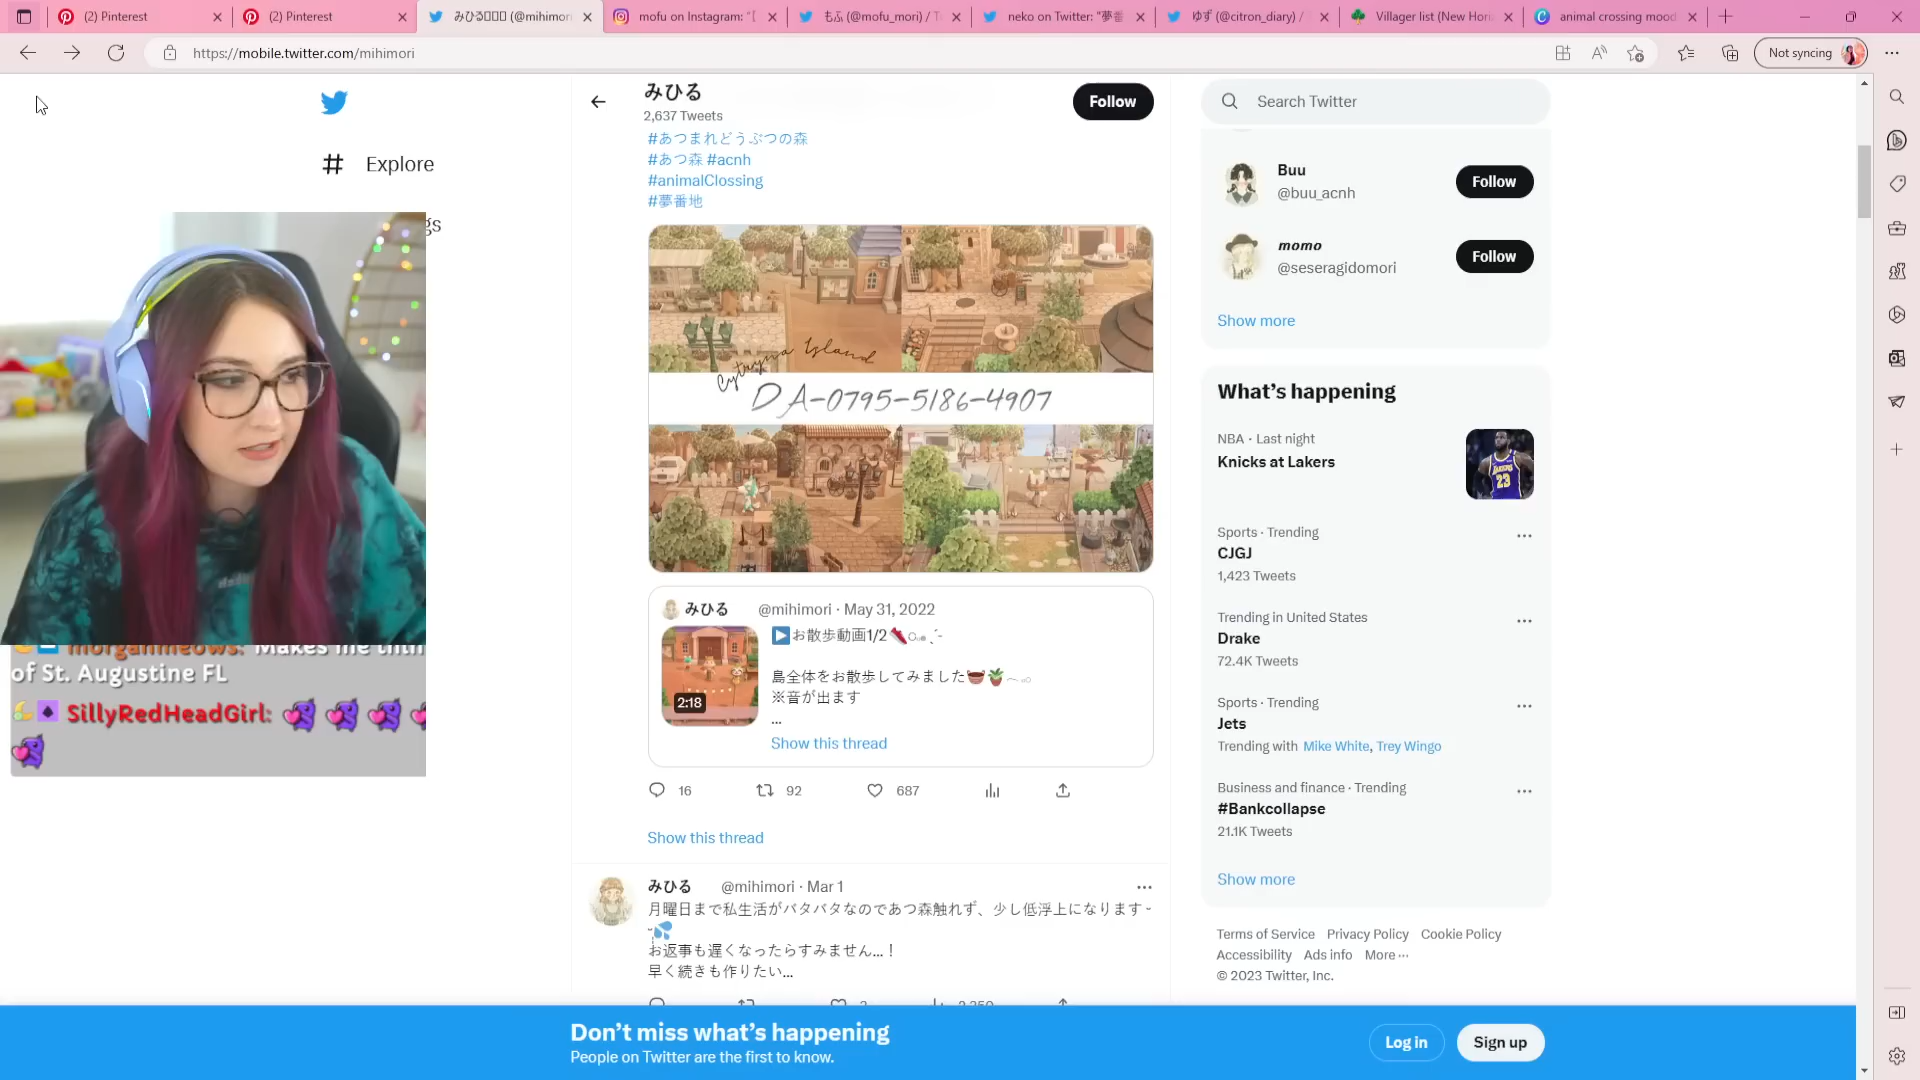 (2) Pinterest
(2) Pinterest
みひる (@mihimor
mofu on Instagram: "【
もふ (@mofu_mori) / T
neko on Twitter: "夢番
ゆず (@citron_diary) /
Villager list (New Hori
animal crossing mood
https://mobile.twitter.com/mihimori
Not syncing
Explore
gs
morganmeows: Makes me thin
of St. Augustine FL
SillyRedHeadGirl:
みひる
2,637 Tweets
Follow
#あつまれどうぶつの森
#あつ森 #acnh
#animalClossing
#夢番地
Island
DA-0795-5186-4907
みひる @mihimori · May 31, 2022
お散歩動画1/2
島全体をお散歩してみました
※音が出ます
...
2:18
Show this thread
16 92 687
Show this thread
みひる @mihimori · Mar 1
月曜日まで私生活がバタバタなのであつ森触れず、少し低浮上になります
お返事も遅くなったらすみません...！
早く続きも作りたい...
Search Twitter
Buu
@buu_acnh
Follow
momo
@seseragidomori
Follow
Show more
What's happening
NBA · Last night
Knicks at Lakers
23
Sports · Trending
CJGJ
1,423 Tweets
Trending in United States
Drake
72.4K Tweets
Sports · Trending
Jets
Trending with Mike White, Trey Wingo
Business and finance · Trending
#Bankcollapse
21.1K Tweets
Show more
Terms of Service Privacy Policy Cookie Policy
Accessibility Ads info More ...
© 2023 Twitter, Inc.
Don't miss what's happening
People on Twitter are the first to know.
Log in
Sign up